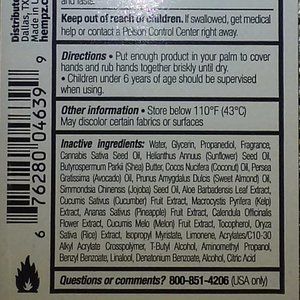 and rasns.
Keep out of reach of children. If swallowed, get medical
help or contact a Poison Control Center right away.
Directions • Put enough product in your palm to cover
hands and rub hands together briskly until dry.
• Children under 6 years of age should be supervised
when using.
Other information • Store below 110°F (43°C)
May discolor certain fabrics or surfaces
Inactive ingredients: Water, Glycerin, Propanediol, Fragrance,
Cannabis Sativa Seed Oil, Helianthus Annuus (Sunflower) Seed Oil,
Butyrospermum Parkii (Shea) Butter, Cocos Nucifera (Coconut) Oil, Persea
Gratissima (Avocado) Oil, Prunus Amygdalus Dulcis (Sweet Almond) Oil,
Simmondsia Chinensis (Jojoba) Seed Oil, Aloe Barbadensis Leaf Extract,
Cucumis Sativus (Cucumber) Fruit Extract, Macrocystis Pyrifera (Kelp)
Extract, Ananas Sativus (Pineapple) Fruit Extract, Calendula Officinalis
Flower Extract, Cucumis Melo (Melon) Fruit Extract, Tocopherol, Oryza
Sativa (Rice) Extract, Isopropyl Myristate, Limonene, Acrylates/C10-30
Alkyl Acrylate Crosspolymer, T-Butyl Alcohol, Aminomethyl Propanol,
Benzyl Benzoate, Linalool, Denatonium Benzoate, Alcohol, Citric Acid
Questions or comments? 800-851-4206 (USA only)
Distribute
Dallas, TX
Made in U
hempz.c
6 76280 04639 9